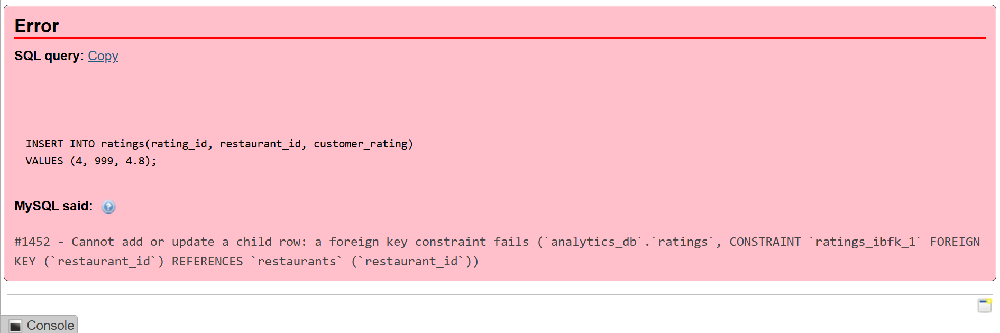 Error
SQL query: Copy
INSERT INTO ratings(rating_id, restaurant_id, customer_rating)
VALUES (4, 999, 4.8);
MySQL said:
#1452 - Cannot add or update a child row: a foreign key constraint fails (`analytics_db`.`ratings`, CONSTRAINT `ratings_ibfk_1` FOREIGN
KEY (`restaurant_id`) REFERENCES `restaurants` (`restaurant_id`))
Console